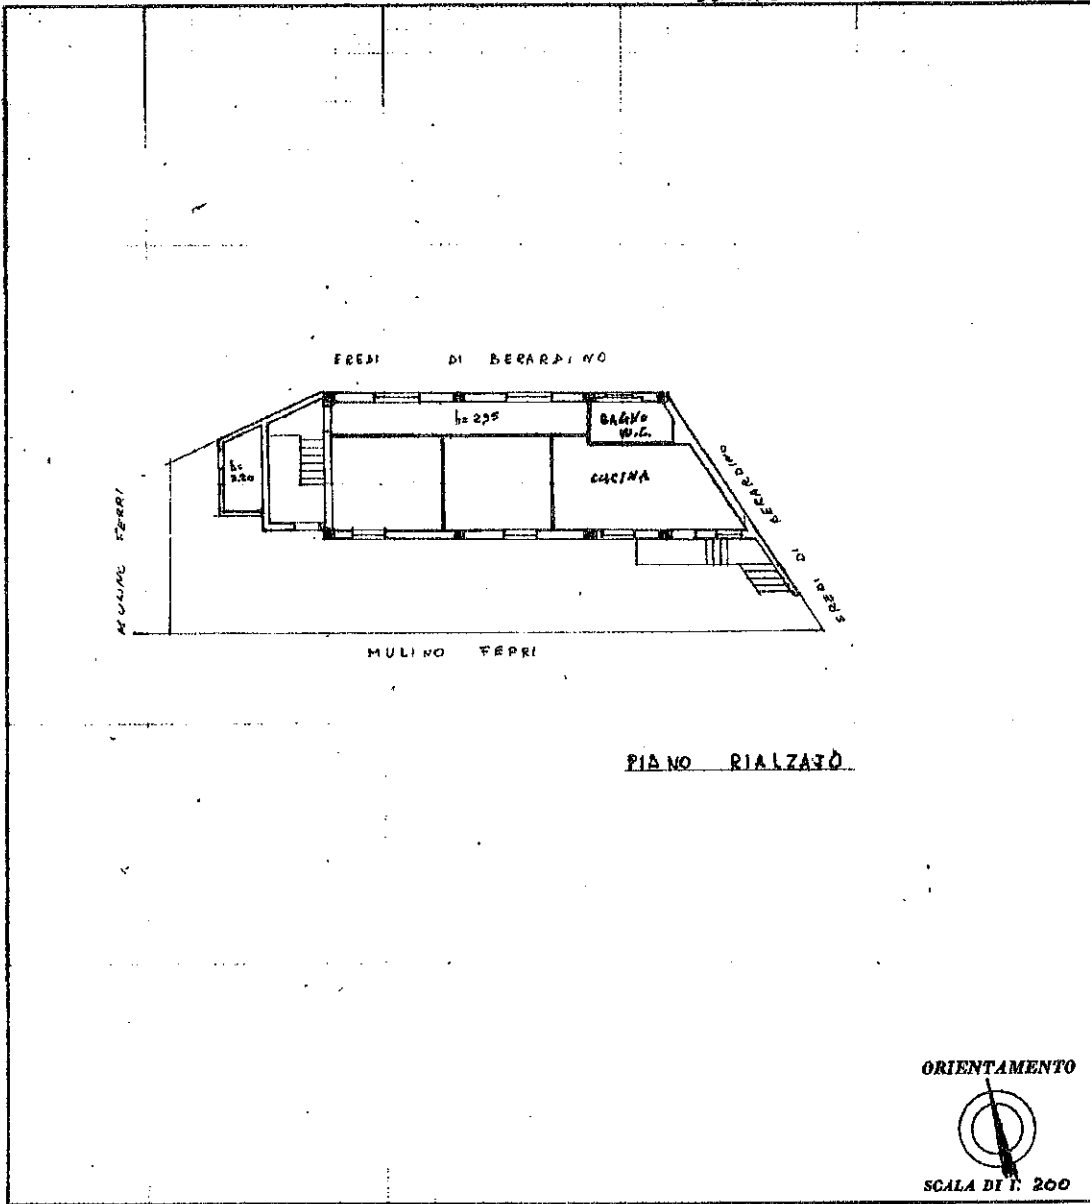 EREDI DI BERARDINO
h= 2,95
BAGNO
W.C.
h=
2.20
CUCINA
EREDI DI BERARDINO
MULINO FERRI
MULINO FERRI
PIANO RIALZATO
ORIENTAMENTO
SCALA DI 1: 200